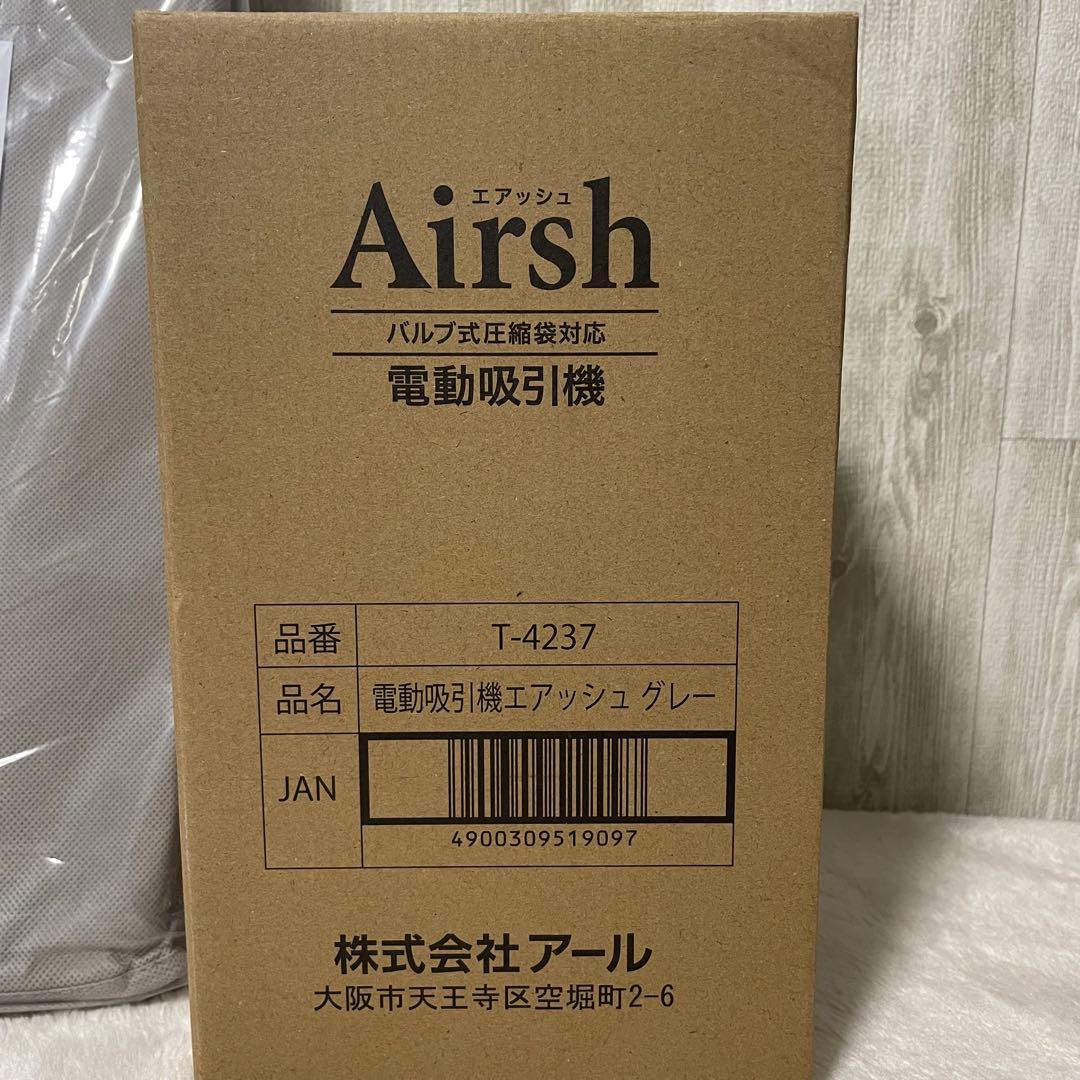 エアッシュ
Airsh
バルブ式圧縮袋対応
電動吸引機
品番 T-4237
品名 電動吸引機エアッシュ グレー
JAN
4900309519097
株式会社アール
大阪市天王寺区空堀町2-6